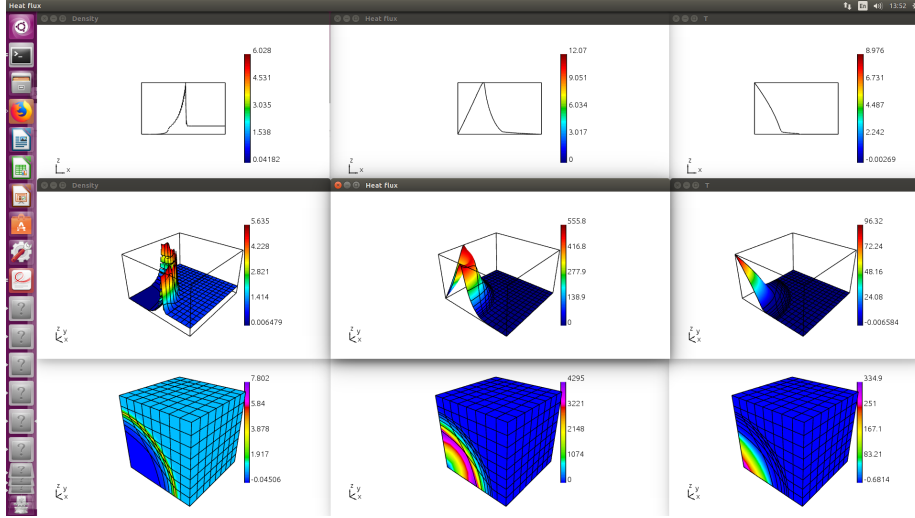 Heat flux
En
13:52
Density
Heat flux
T
6.028
4.531
3.035
1.538
0.04182
z
x
12.07
9.051
6.034
3.017
0
z
x
8.976
6.731
4.487
2.242
-0.00269
z
x
Density
Heat flux
T
5.635
4.228
2.821
1.414
0.006479
z
y
x
555.8
416.8
277.9
138.9
0
z
y
x
96.32
72.24
48.16
24.08
-0.006584
z
y
x
7.802
5.84
3.878
1.917
-0.04506
z
y
x
4295
3221
2148
1074
0
z
y
x
334.9
251
167.1
83.21
-0.6814
z
y
x